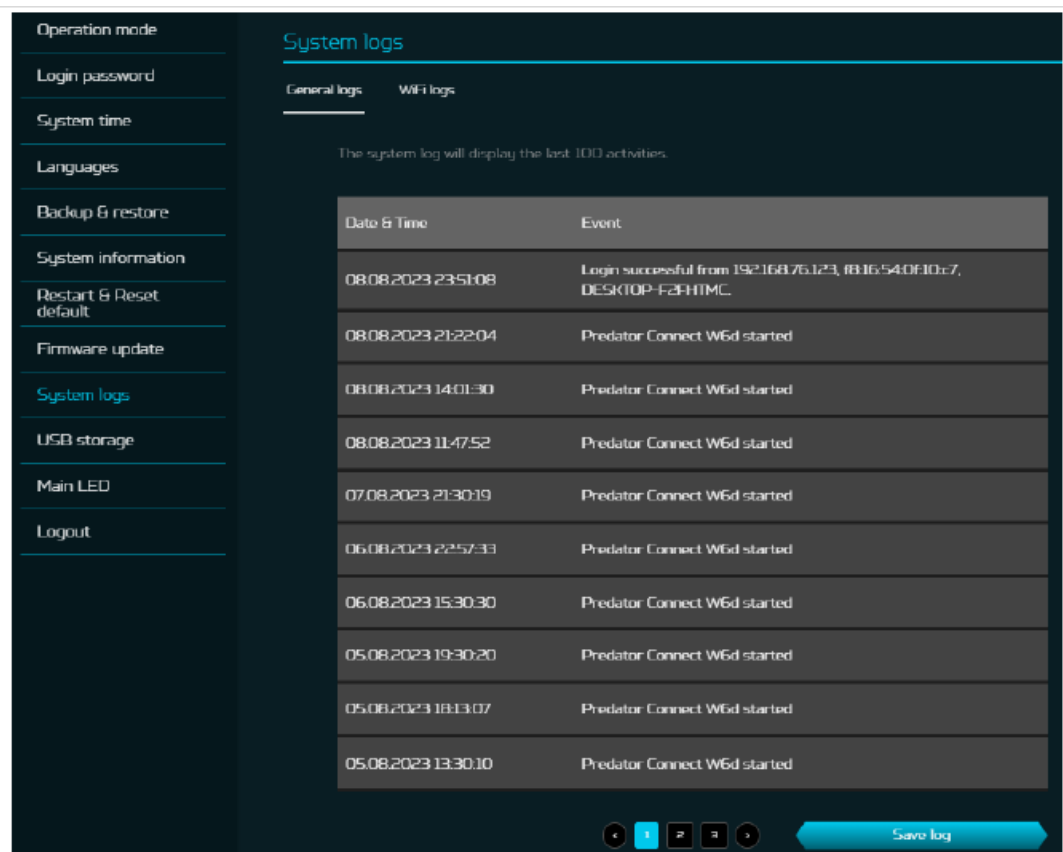 Operation mode
Login password
System time
Languages
Backup & restore
System information
Restart & Reset
default
Firmware update
System logs
USB storage
Main LED
Logout
System logs
General logs WiFi logs
The system log will display the last 100 activities.
Date & Time Event
08.08.2023 23:51:08 Login successful from 192.168.76.123, f8:16:54:0f:10:c7,
DESKTOP-F2FHTMC.
08.08.2023 21:22:04 Predator Connect W6d started
08.08.2023 14:01:30 Predator Connect W6d started
08.08.2023 11:47:52 Predator Connect W6d started
07.08.2023 21:30:19 Predator Connect W6d started
06.08.2023 22:57:33 Predator Connect W6d started
06.08.2023 15:30:30 Predator Connect W6d started
05.08.2023 19:30:20 Predator Connect W6d started
05.08.2023 18:13:07 Predator Connect W6d started
05.08.2023 13:30:10 Predator Connect W6d started
< 1 2 3 > Save log